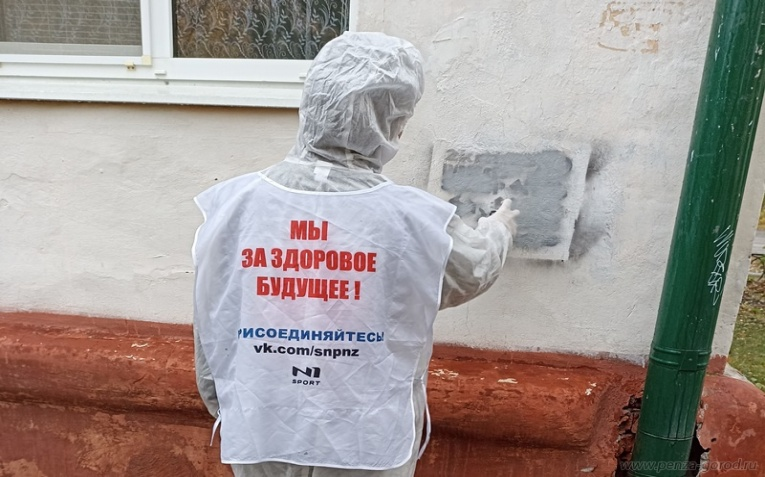 МЫ
ЗА ЗДОРОВОЕ
БУДУЩЕЕ!
РИСОЕДИНЯЙТЕСЬ
vk.com/snpnz
N1
SPORT
www.penza-gorod.ru